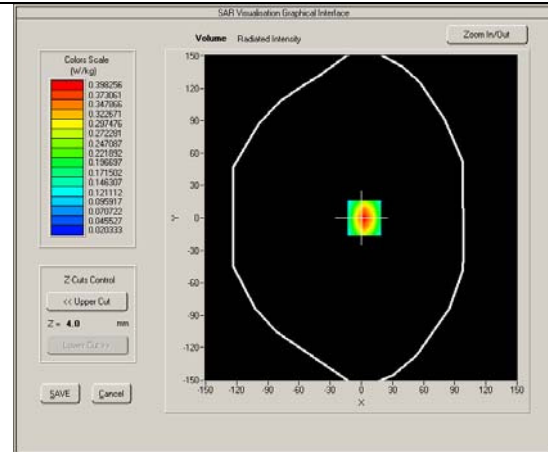 SAR Visualisation Graphical Interface
Volume Radiated Intensity
Zoom In/Out
Colors Scale
(W/kg)
0.398256
0.373061
0.347866
0.322671
0.297476
0.272281
0.247087
0.221892
0.196697
0.171502
0.146307
0.121112
0.095917
0.070722
0.045527
0.020333
Z-Cuts Control
<< Upper Cut
Z = 4.0 mm
Lower Cut >>
SAVE Cancel
150-
120-
90-
60-
30-
Y 0-
-30-
-60-
-90-
-120-
-150-
-150 -120 -90 -60 -30 0 30 60 90 120 150
X